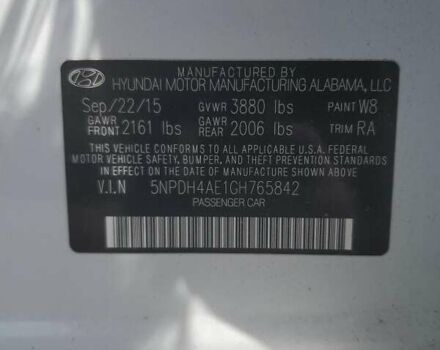 MANUFACTURED BY
HYUNDAI MOTOR MANUFACTURING ALABAMA, LLC
Sep/22/15 GVWR 3880 lbs PAINT W8
GAWR FRONT 2161 lbs GAWR REAR 2006 lbs TRIM RA
THIS VEHICLE CONFORMS TO ALL APPLICABLE U.S. FEDERAL
MOTOR VEHICLE SAFETY, BUMPER, AND THEFT PREVENTION STANDARDS
IN EFFECT ON THE DATE OF MANUFACTURE SHOWN ABOVE.
V.I.N 5NPDH4AE1GH765842
PASSENGER CAR